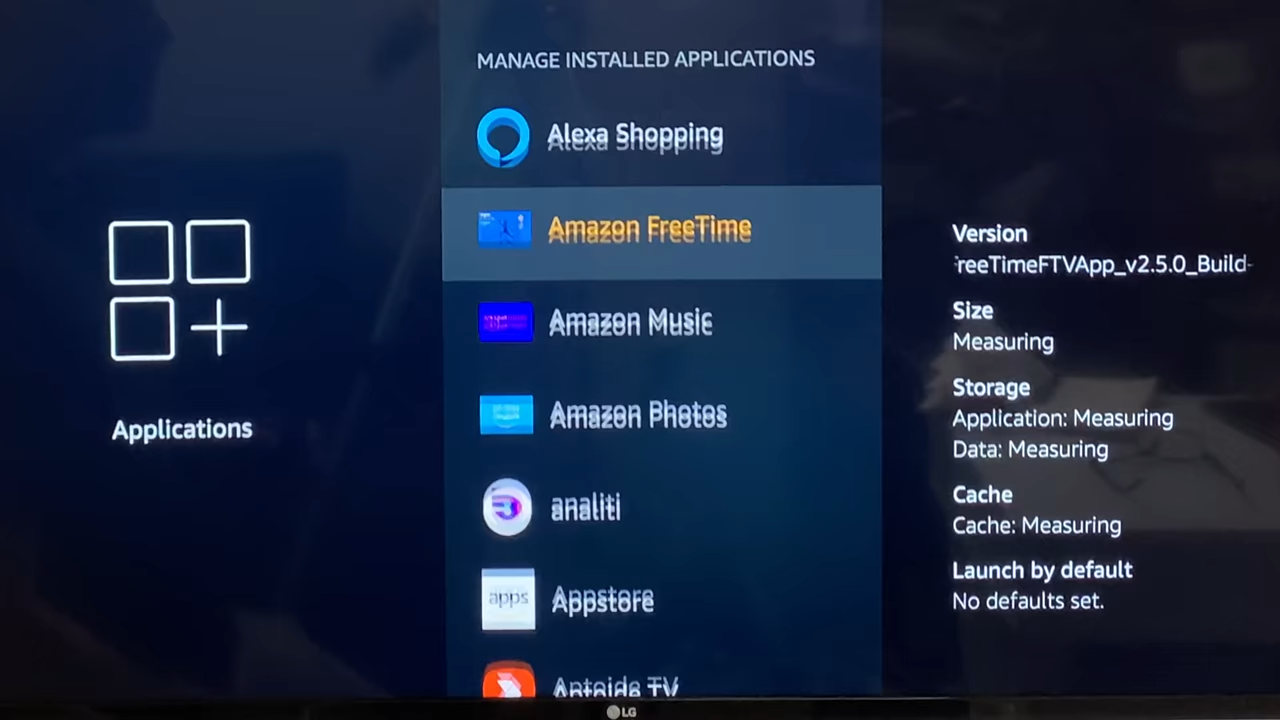 MANAGE INSTALLED APPLICATIONS
Alexa Shopping
Amazon FreeTime
Amazon Music
Amazon Photos
analiti
apps
Appstore
Aptoide TV
Applications
Version
reeTimeFTVApp_v2.5.0_Build-
Size
Measuring
Storage
Application: Measuring
Data: Measuring
Cache
Cache: Measuring
Launch by default
No defaults set.
LG